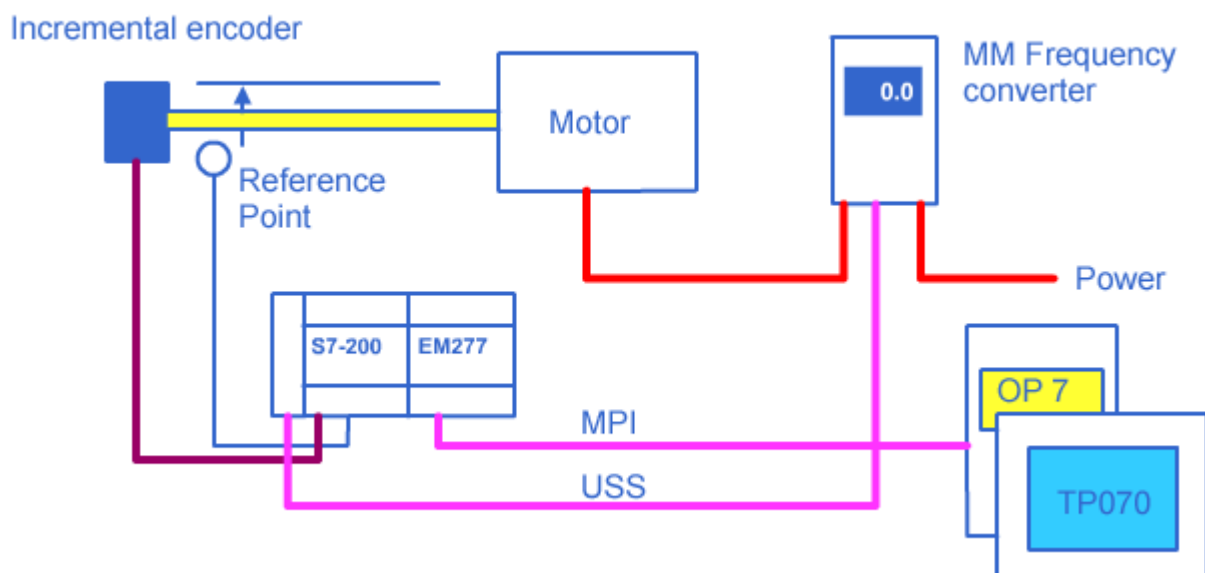 Incremental encoder
MM Frequency
converter
0.0
Motor
Reference
Point
Power
S7-200
EM277
OP 7
MPI
USS
TP070